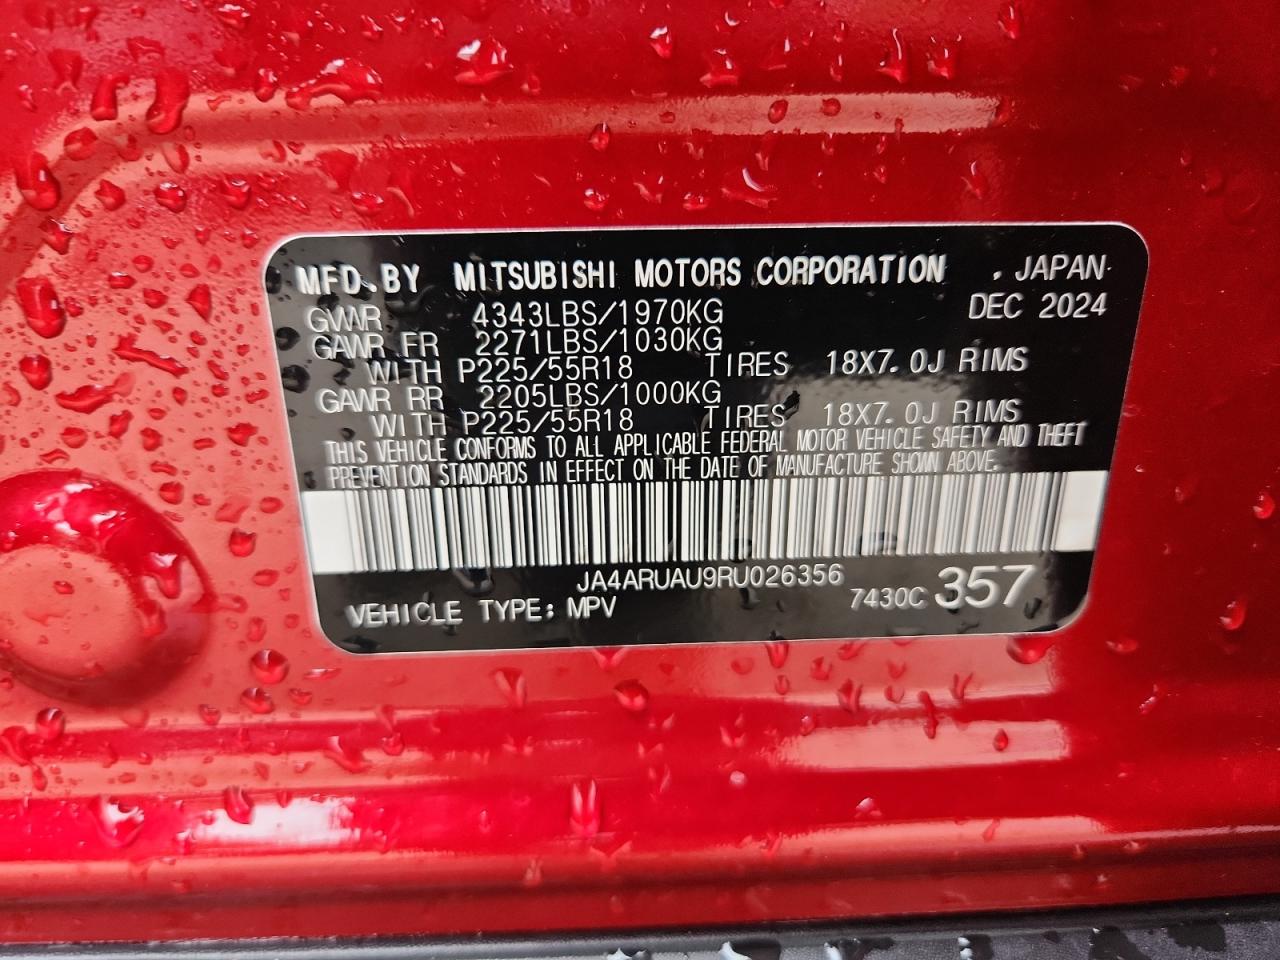 MFD. BY MITSUBISHI MOTORS CORPORATION . JAPAN
DEC 2024
GVWR 4343LBS/1970KG
GAWR FR 2271LBS/1030KG
WITH P225/55R18 TIRES 18X7.0J RIMS
GAWR RR 2205LBS/1000KG
WITH P225/55R18 TIRES 18X7.0J RIMS
THIS VEHICLE CONFORMS TO ALL APPLICABLE FEDERAL MOTOR VEHICLE SAFETY AND THEFT
PREVENTION STANDARDS IN EFFECT ON THE DATE OF MANUFACTURE SHOWN ABOVE.
JA4ARUAU9RU026356
VEHICLE TYPE: MPV 7430C 357